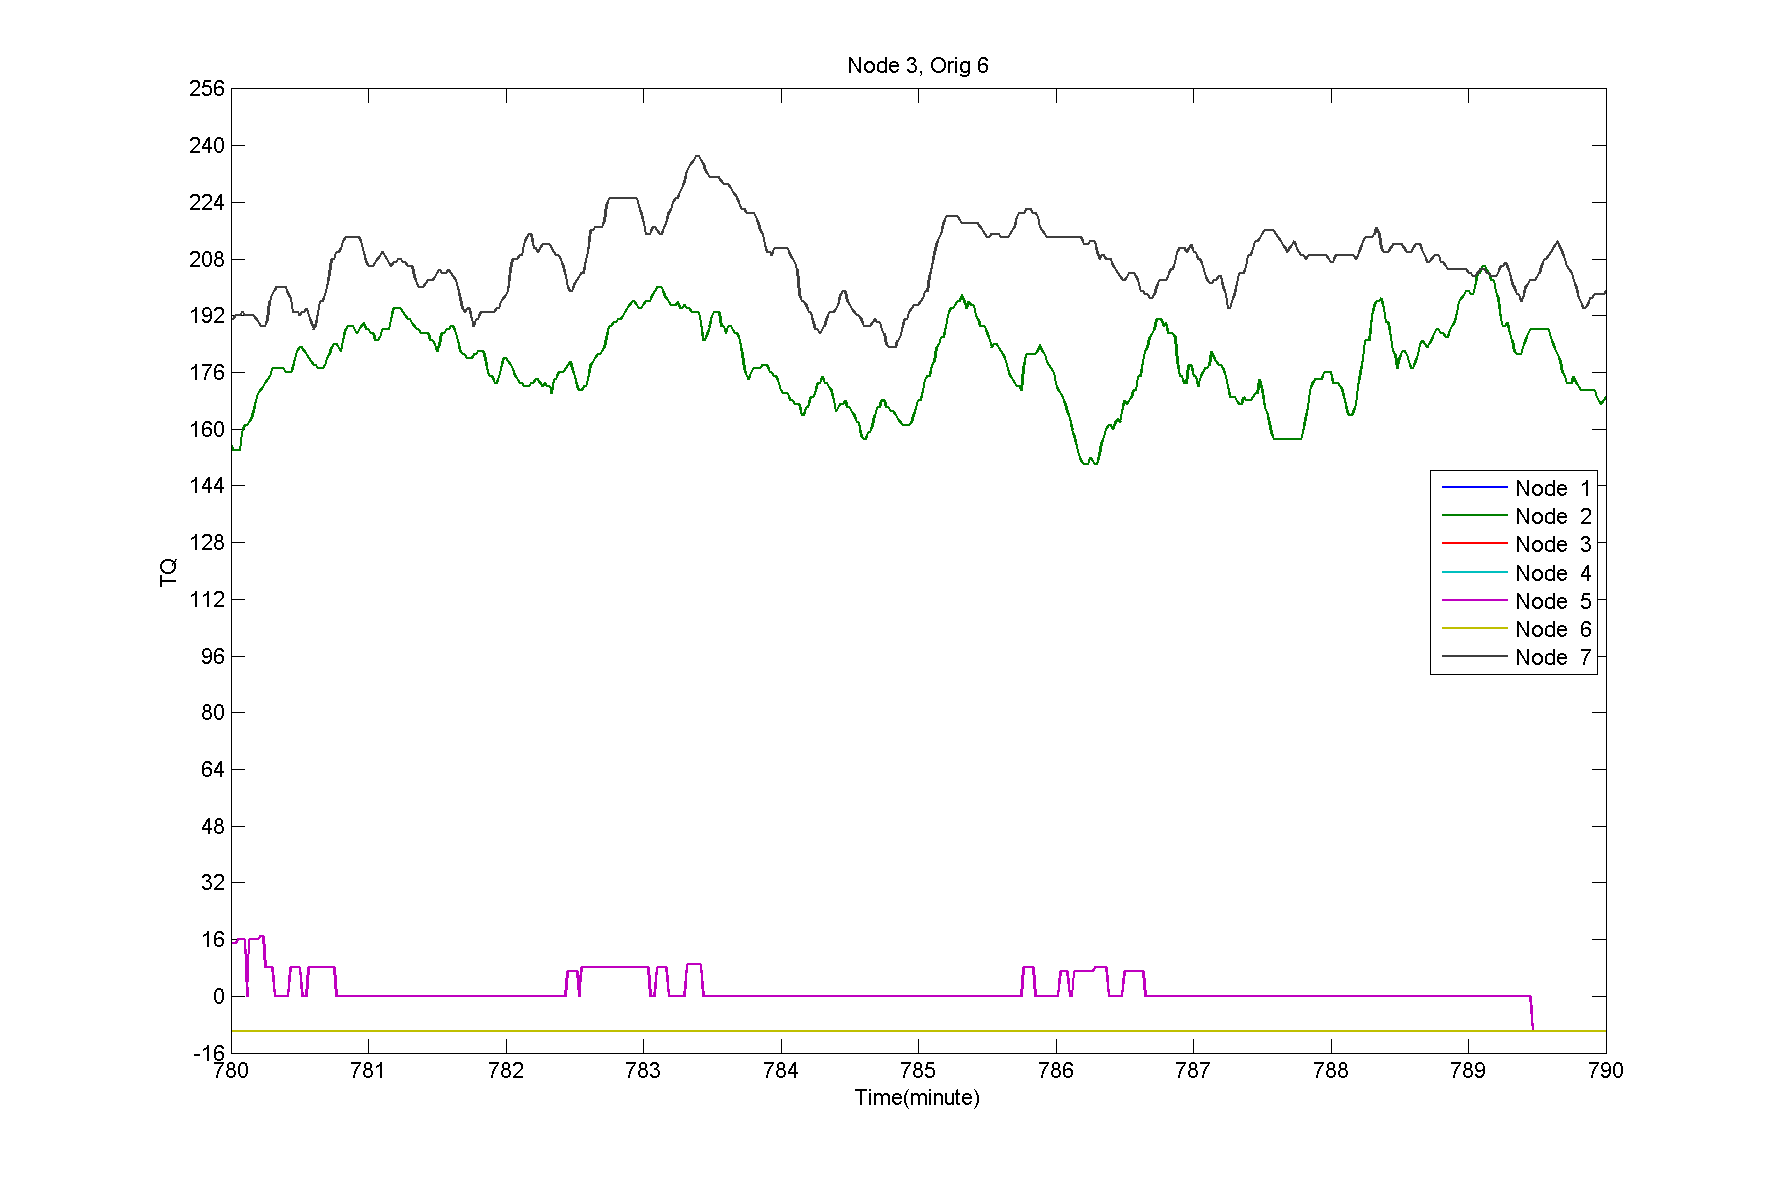 Node 3, Orig 6
256
240
224
208
192
176
160
144
128
112
96
80
64
48
32
16
0
-16
TQ
Node 1
Node 2
Node 3
Node 4
Node 5
Node 6
Node 7
780 781 782 783 784 785 786 787 788 789 790
Time(minute)